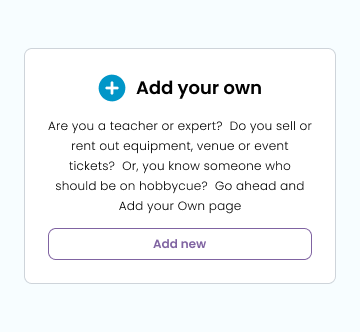 Add your own
Are you a teacher or expert?  Do you sell or
rent out equipment, venue or event
tickets?  Or, you know someone who
should be on hobbycue?  Go ahead and
Add your Own page
Add new